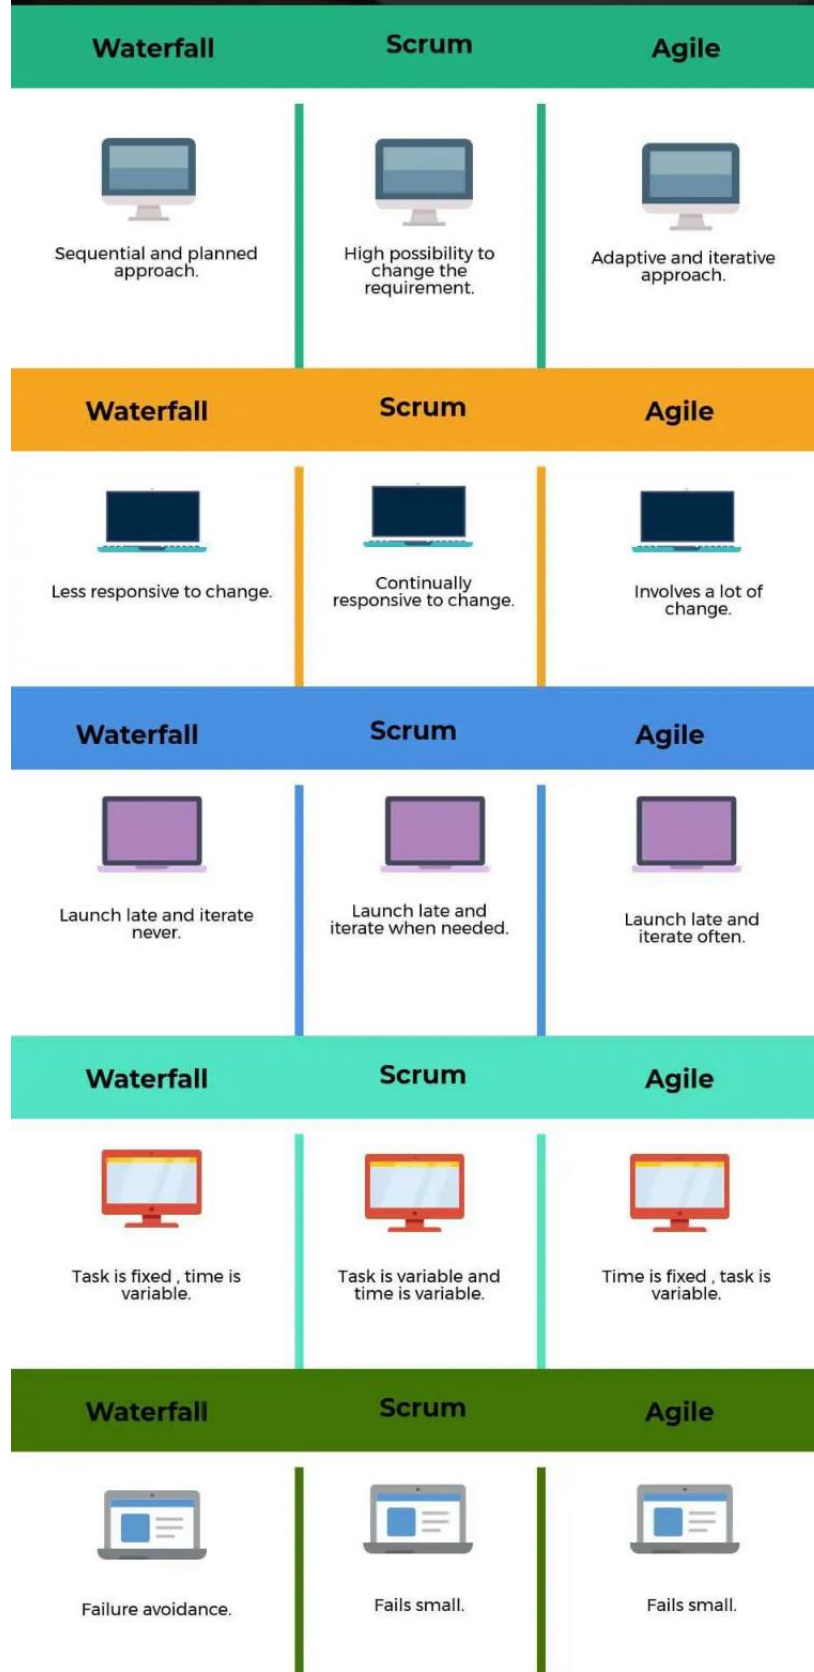 Waterfall
Scrum
Agile
Sequential and planned
approach.
High possibility to
change the
requirement.
Adaptive and iterative
approach.
Waterfall
Scrum
Agile
Less responsive to change.
Continually
responsive to change.
Involves a lot of
change.
Waterfall
Scrum
Agile
Launch late and iterate
never.
Launch late and
iterate when needed.
Launch late and
iterate often.
Waterfall
Scrum
Agile
Task is fixed , time is
variable.
Task is variable and
time is variable.
Time is fixed , task is
variable.
Waterfall
Scrum
Agile
Failure avoidance.
Fails small.
Fails small.